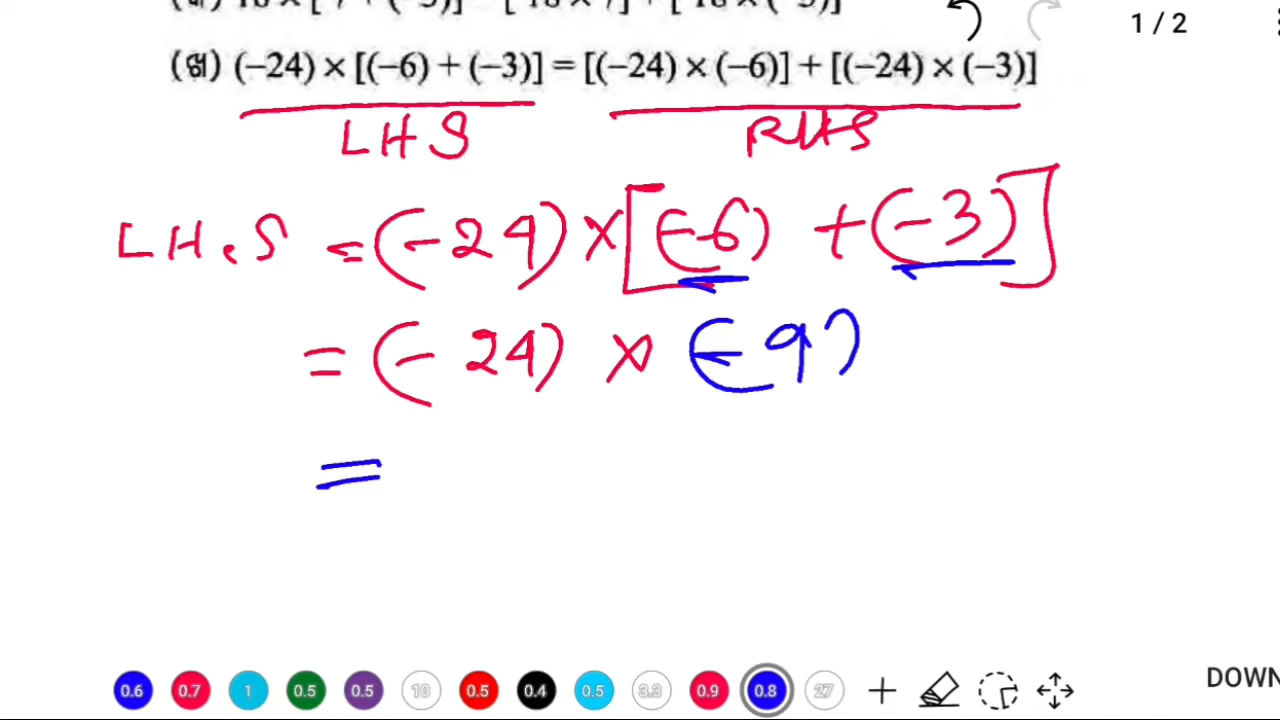 1 / 2
(আ) (–24) × [(–6) + (–3)] = [(–24) × (–6)] + [(–24) × (–3)]
LHS RHS
LH.S = (-24) × [(-6) + (-3)]
= (-24) × (-9)
=
0.6 0.7 1 0.5 0.5 10 0.5 0.4 0.5 3.3 0.9 0.8 27
DOWN